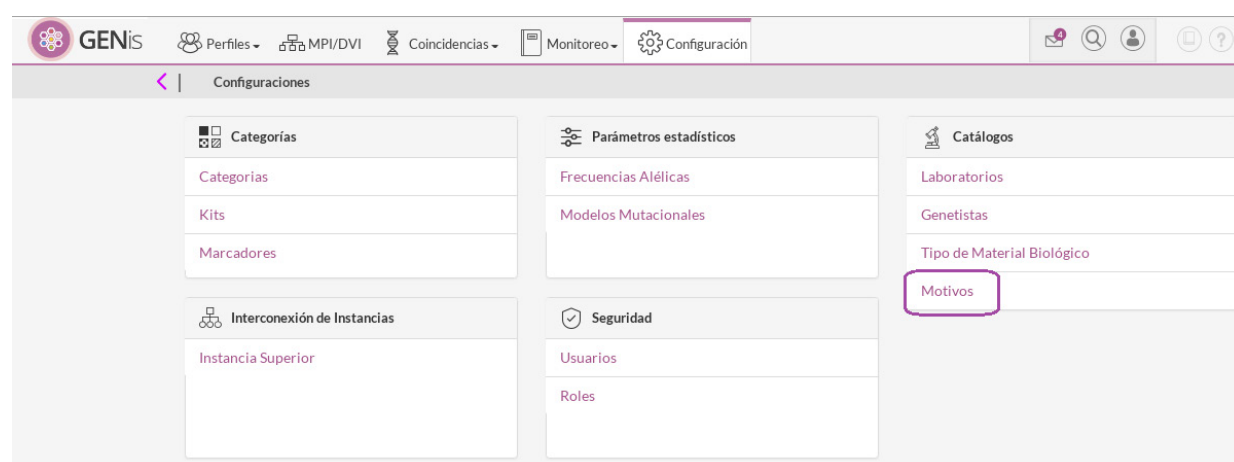 GENis Perfiles MPI/DVI Coincidencias Monitoreo Configuración 4 ?
Configuraciones
Categorías
Categorias
Kits
Marcadores
Parámetros estadísticos
Frecuencias Alélicas
Modelos Mutacionales
Catálogos
Laboratorios
Genetistas
Tipo de Material Biológico
Motivos
Interconexión de Instancias
Instancia Superior
Seguridad
Usuarios
Roles